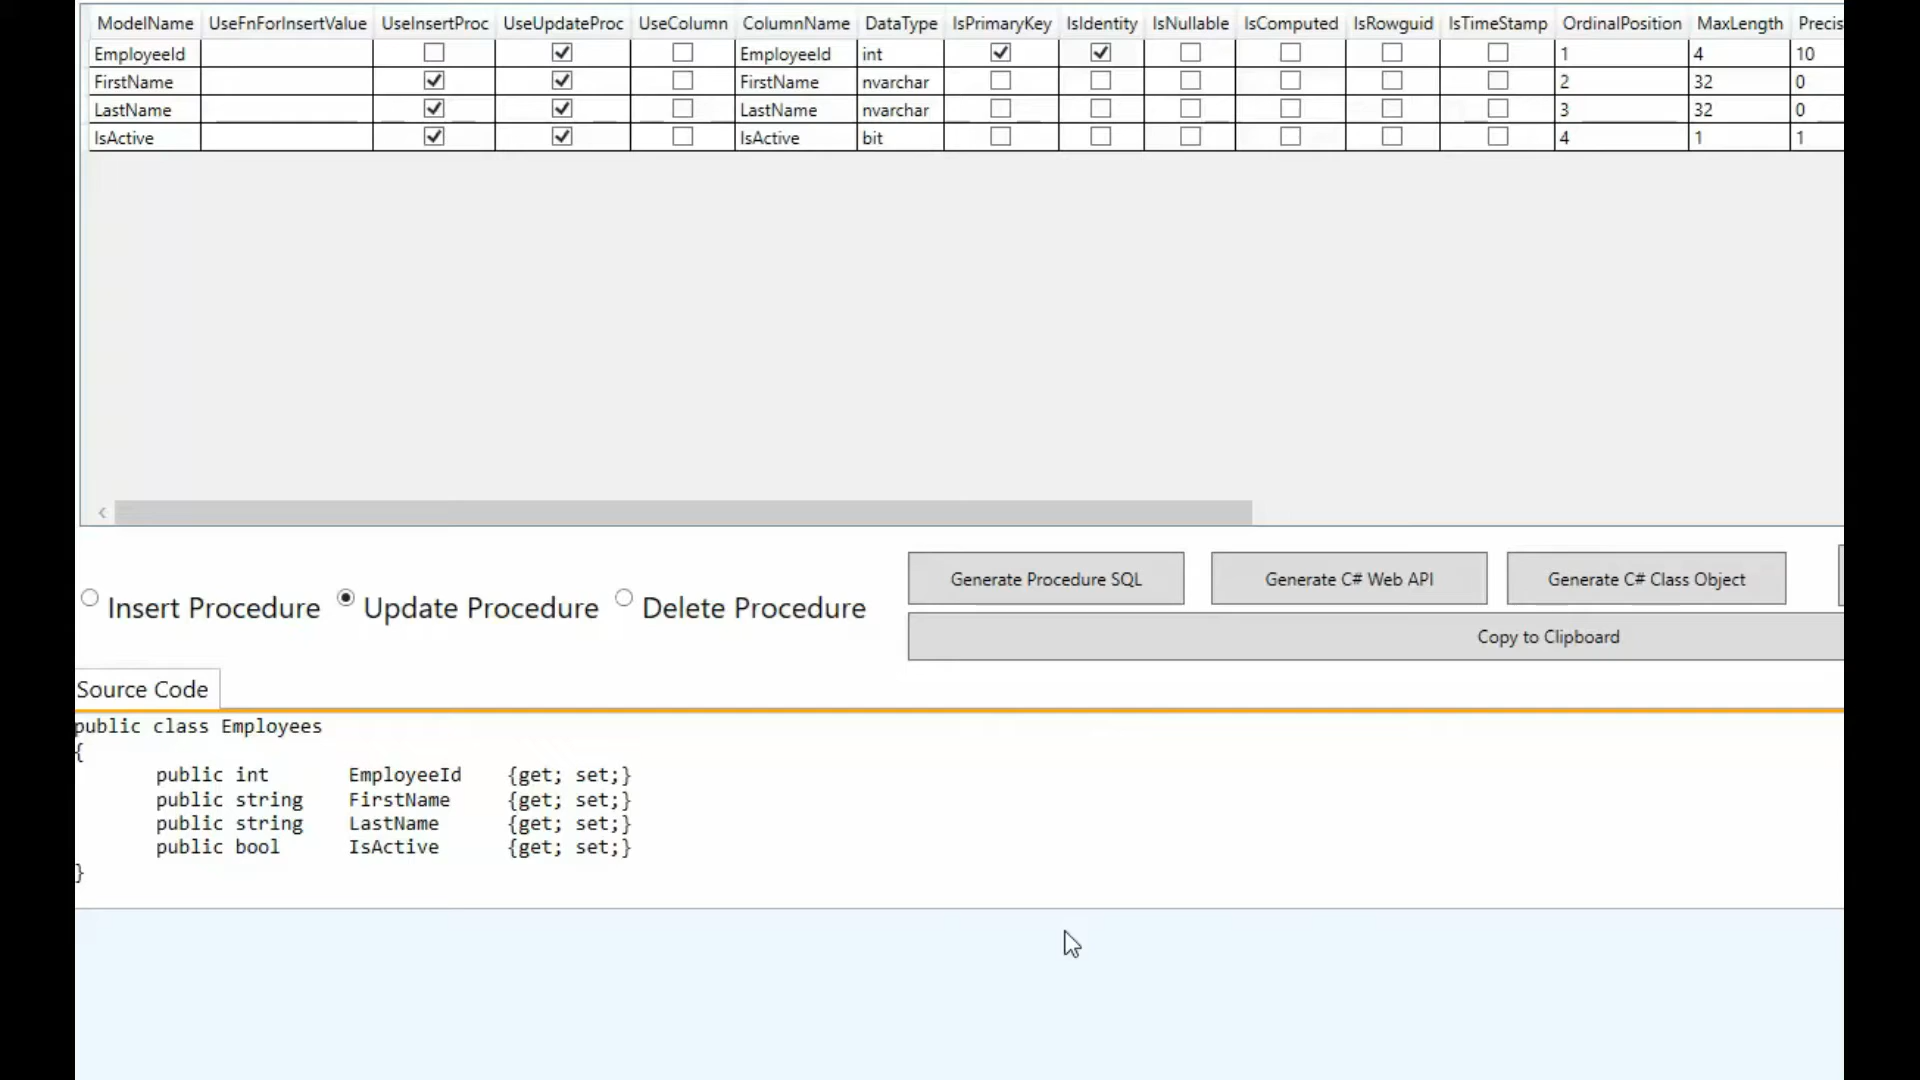 ModelName UseFnForInsertValue UseInsertProc UseUpdateProc UseColumn ColumnName DataType IsPrimaryKey IsIdentity IsNullable IsComputed IsRowguid IsTimeStamp OrdinalPosition MaxLength Precis
EmployeeId EmployeeId int 1 4 10
FirstName FirstName nvarchar 2 32 0
LastName LastName nvarchar 3 32 0
IsActive IsActive bit 4 1 1
Generate Procedure SQL Generate C# Web API Generate C# Class Object
Insert Procedure Update Procedure Delete Procedure
Copy to Clipboard
Source Code
public class Employees
{
public int EmployeeId {get; set;}
public string FirstName {get; set;}
public string LastName {get; set;}
public bool IsActive {get; set;}
}